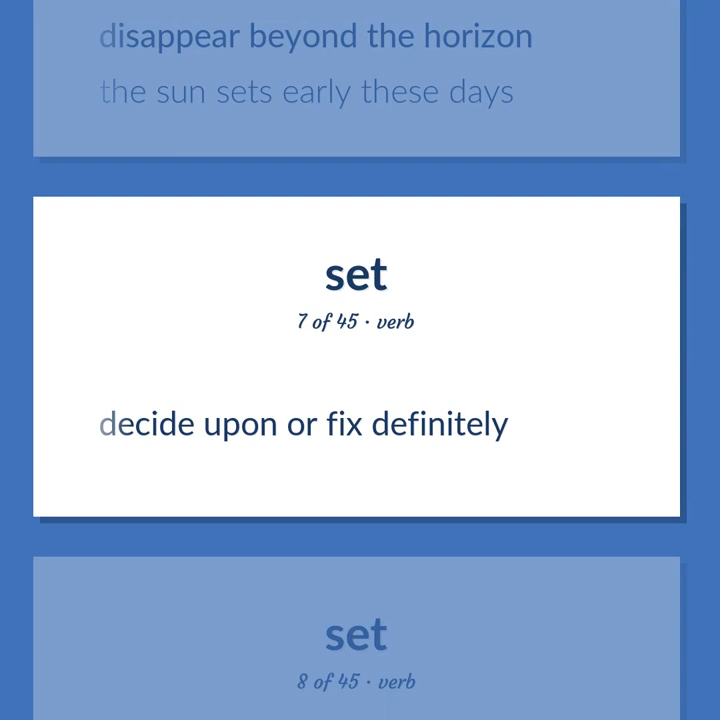 disappear beyond the horizon
the sun sets early these days
set
7 of 45 · verb
decide upon or fix definitely
set
8 of 45 · verb